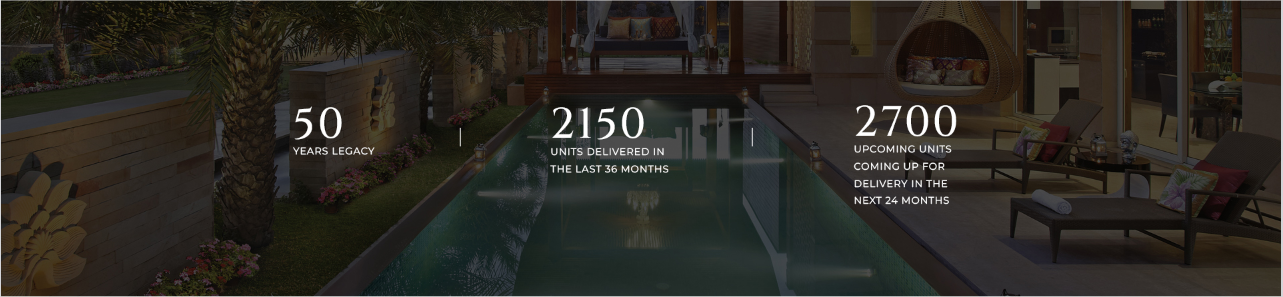 50
YEARS LEGACY
2150
UNITS DELIVERED IN
THE LAST 36 MONTHS
2700
UPCOMING UNITS
COMING UP FOR
DELIVERY IN THE
NEXT 24 MONTHS